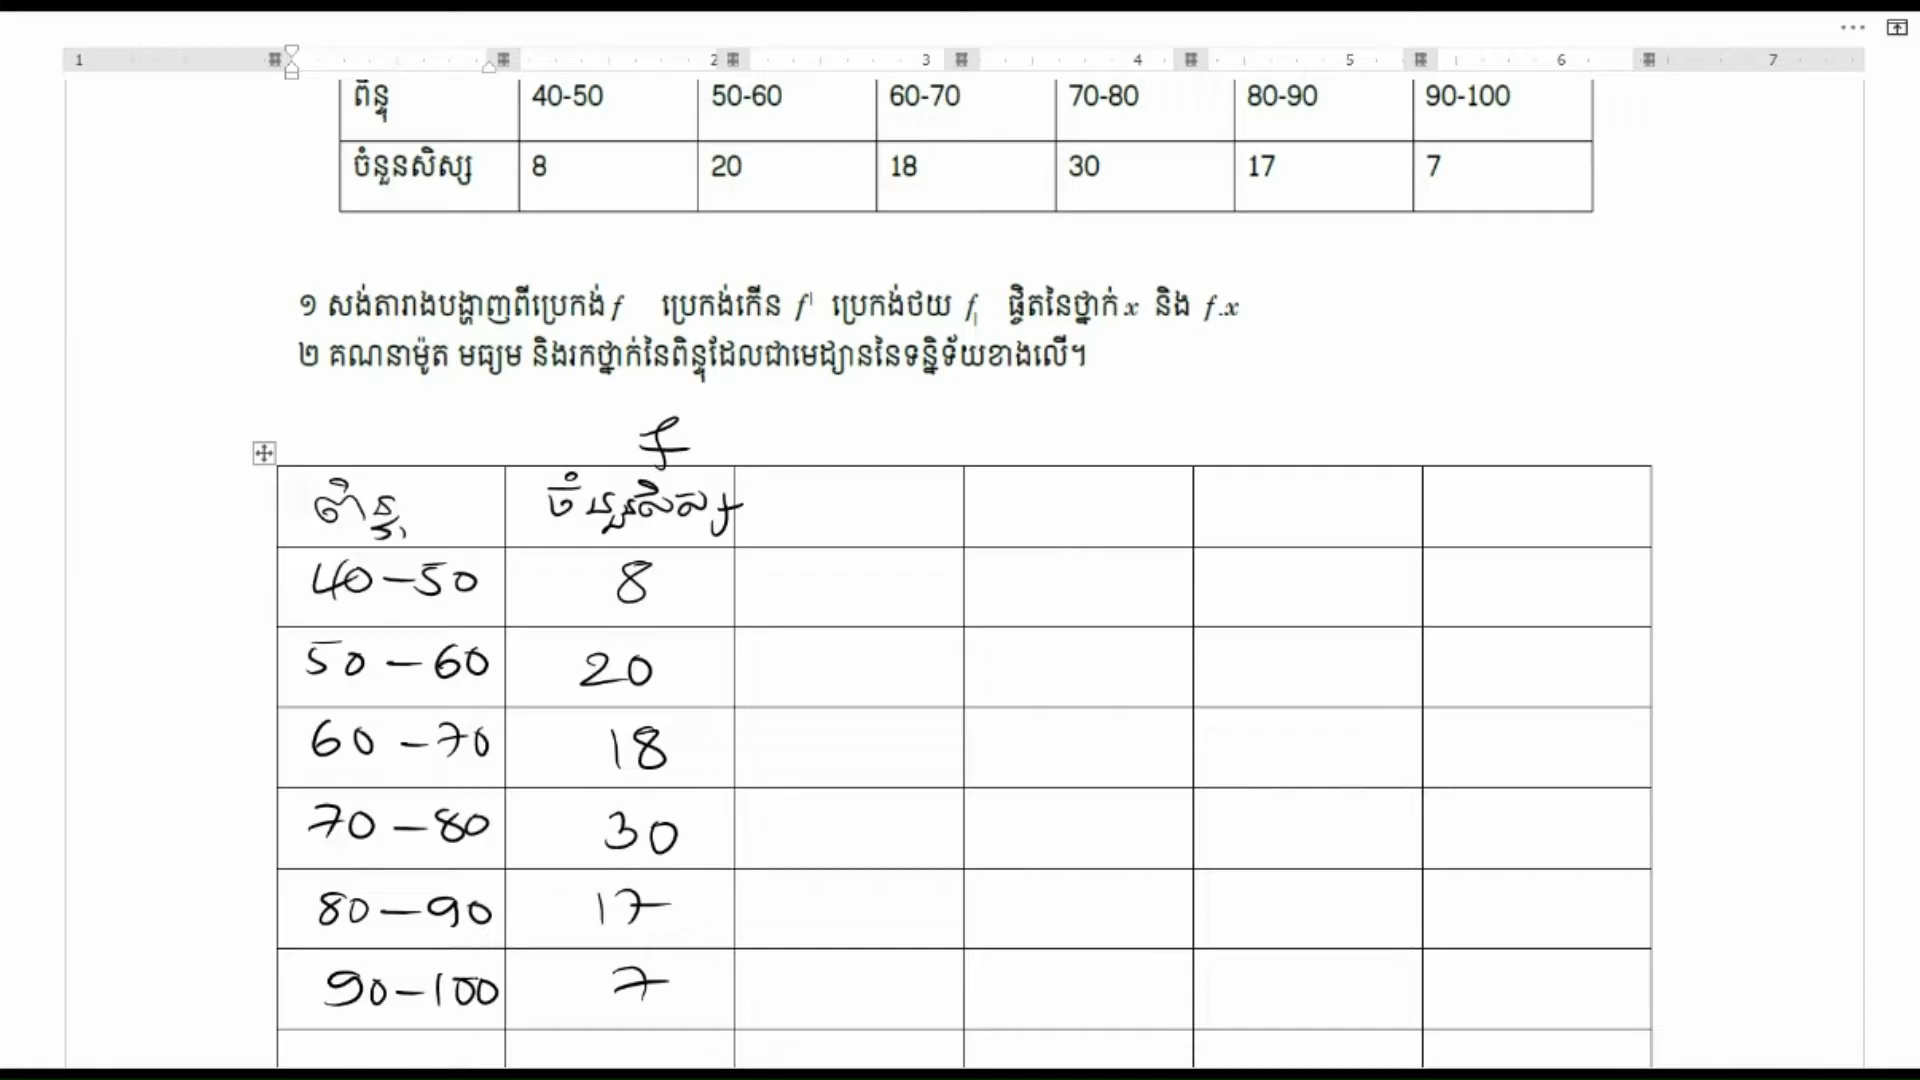 1 2 3 4 5 6 7
ពិន្ទុ 40-50 50-60 60-70 70-80 80-90 90-100
ចំនួនសិស្ស 8 20 18 30 17 7
១ សង់តារាងបង្ហាញពីប្រេកង់ f ប្រេកង់កើន f' ប្រេកង់ថយ f, ផ្ចិតនៃថ្នាក់ x និង f.x
២ គណនាម៉ូត មធ្យម និងរកថ្នាក់នៃពិន្ទុដែលជាមេដ្យាននៃទន្និទ័យខាងលើ។
f
ពិន្ទុ ចំនួនសិស្ស
40-50 8
50-60 20
60-70 18
70-80 30
80-90 17
90-100 7